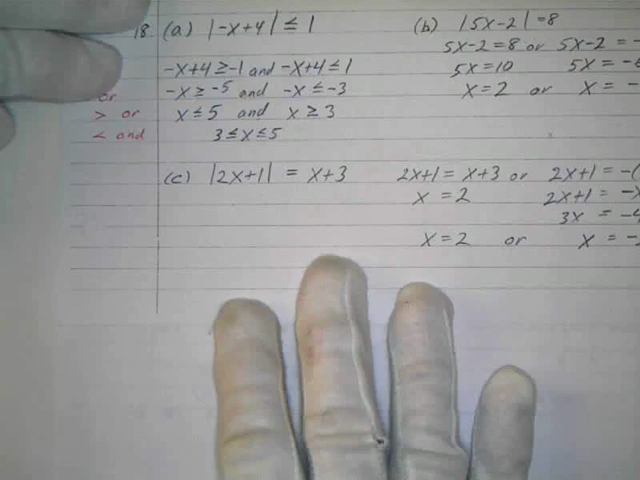 18. (a) |-x+4| ≤ 1
-x+4 ≥ -1 and -x+4 ≤ 1
-x ≥ -5 and -x ≤ -3
x ≤ 5 and x ≥ 3
3 ≤ x ≤ 5
or
> or
< and
(b) |5x-2| = 8
5x-2 = 8 or 5x-2 = -
5x = 10 5x = -6
x = 2 or x = -
(c) |2x+1| = x+3
2x+1 = x+3 or 2x+1 = -(
x = 2 2x+1 = -x
3x = -4
x = 2 or x = -